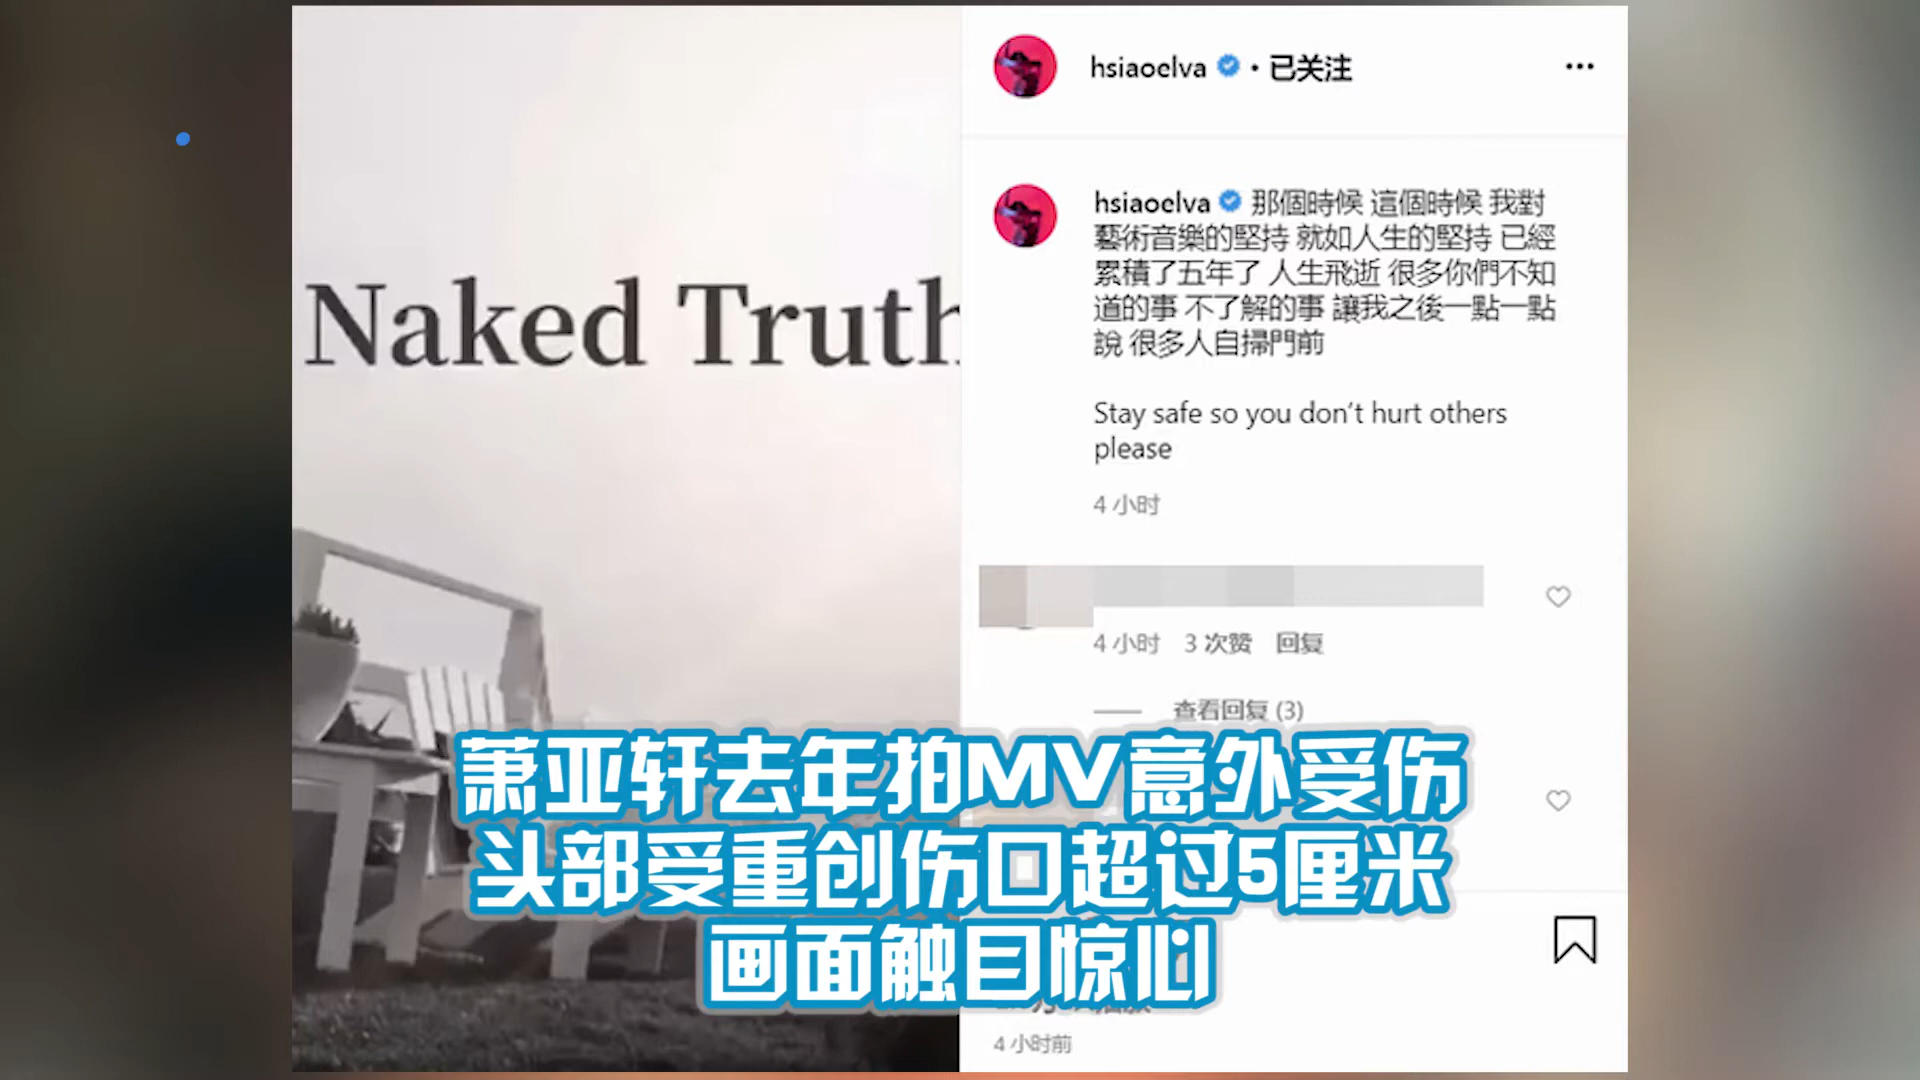 Naked Truth
hsiaoelva • 已关注
hsiaoelva 那個時候 這個時候 我對
藝術音樂的堅持 就如人生的堅持 已經
累積了五年了 人生飛逝 很多你們不知
道的事 不了解的事 讓我之後一點一點
說 很多人自掃門前
Stay safe so you don’t hurt others
please
4 小时
4 小时 3 次赞 回复
查看回复 (3)
萧亚轩去年拍MV意外受伤
头部受重创伤口超过5厘米
画面触目惊心
4 小时前